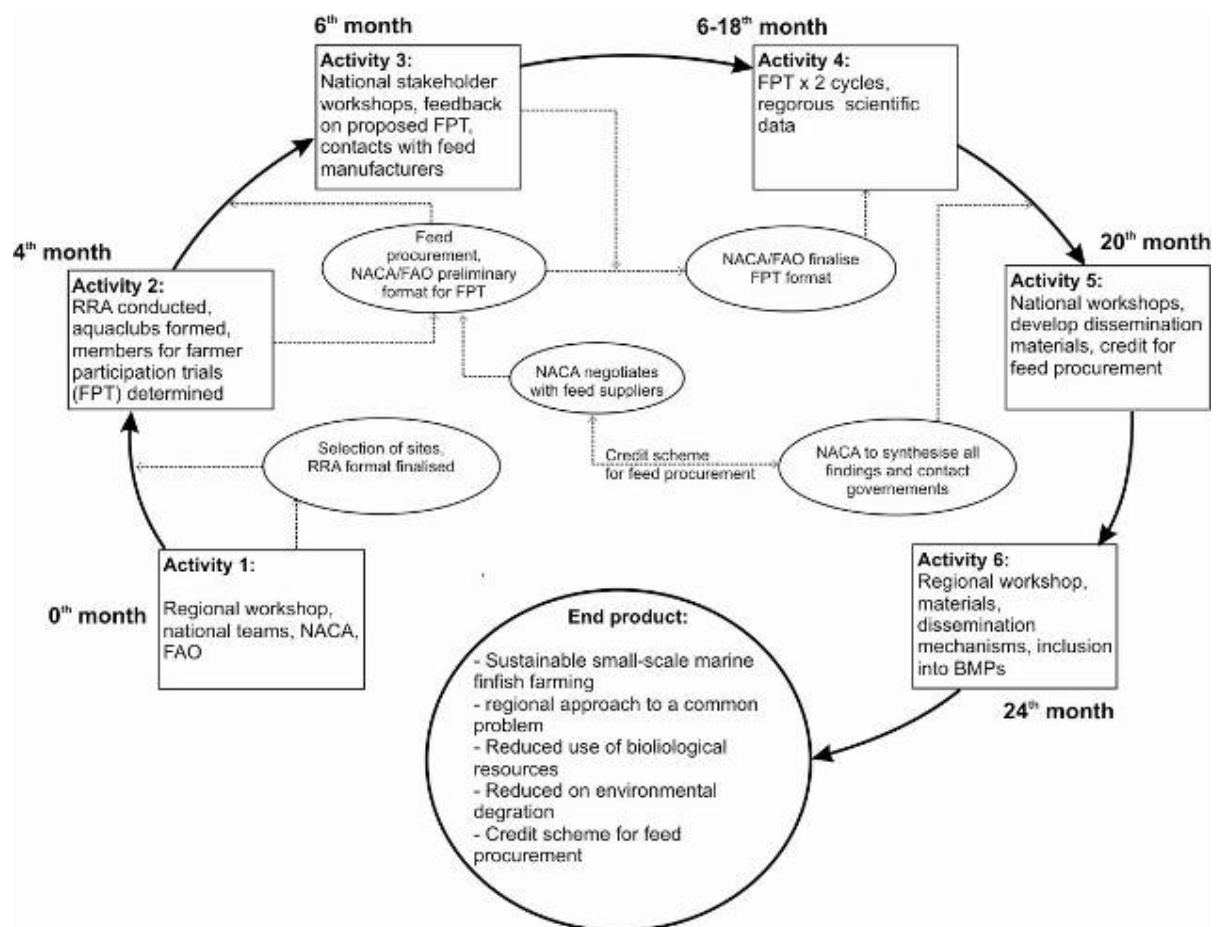 6th month
Activity 3:
National stakeholder
workshops, feedback
on proposed FPT,
contacts with feed
manufacturers
6-18th month
Activity 4:
FPT x 2 cycles,
regorous scientific
data
4th month
Activity 2:
RRA conducted,
aquaclubs formed,
members for farmer
participation trials
(FPT) determined
Feed
procurement,
NACA/FAO preliminary
format for FPT
NACA/FAO finalise
FPT format
20th month
Activity 5:
National workshops,
develop dissemination
materials, credit for
feed procurement
NACA negotiates
with feed suppliers
Selection of sites,
RRA formal finalised
Credit scheme
for feed procurement
NACA to synthesise all
findings and contact
governements
0th month
Activity 1:
Regional workshop,
national teams, NACA,
FAO
Activity 6:
Regional workshop,
materials,
dissemination
mechanisms, inclusion
into BMPs
24th month
End product:
- Sustainable small-scale marine
finfish farming
- regional approach to a common
problem
- Reduced use of bioliological
resources
- Reduced on environmental
degration
- Credit scheme for feed
procurement